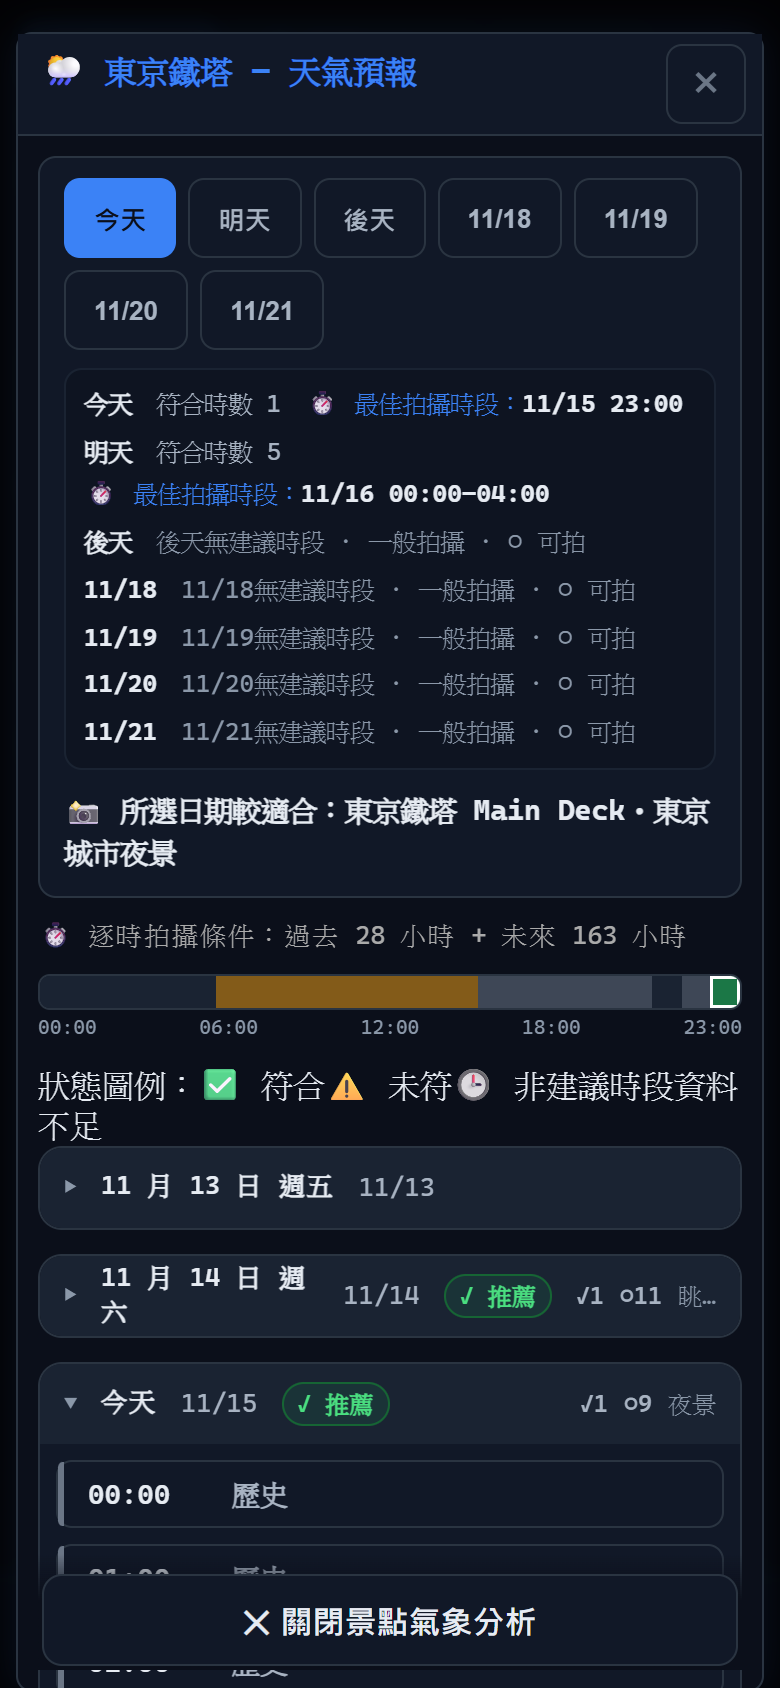 東京鐵塔 – 天氣預報
×
今天 明天 後天 11/18 11/19
11/20 11/21
今天 符合時數 1 最佳拍攝時段：11/15 23:00
明天 符合時數 5
最佳拍攝時段：11/16 00:00–04:00
後天 後天無建議時段 · 一般拍攝 · ○ 可拍
11/18 11/18無建議時段 · 一般拍攝 · ○ 可拍
11/19 11/19無建議時段 · 一般拍攝 · ○ 可拍
11/20 11/20無建議時段 · 一般拍攝 · ○ 可拍
11/21 11/21無建議時段 · 一般拍攝 · ○ 可拍
所選日期較適合：東京鐵塔 Main Deck・東京
城市夜景
逐時拍攝條件：過去 28 小時 + 未來 163 小時
00:00 06:00 12:00 18:00 23:00
狀態圖例：✅ 符合⚠️ 未符🕒 非建議時段資料
不足
▸ 11 月 13 日 週五 11/13
▸ 11 月 14 日 週六 11/14 ✓ 推薦 ✓1 ○11 眺…
▾ 今天 11/15 ✓ 推薦 ✓1 ○9 夜景
00:00 歷史
✕ 關閉景點氣象分析